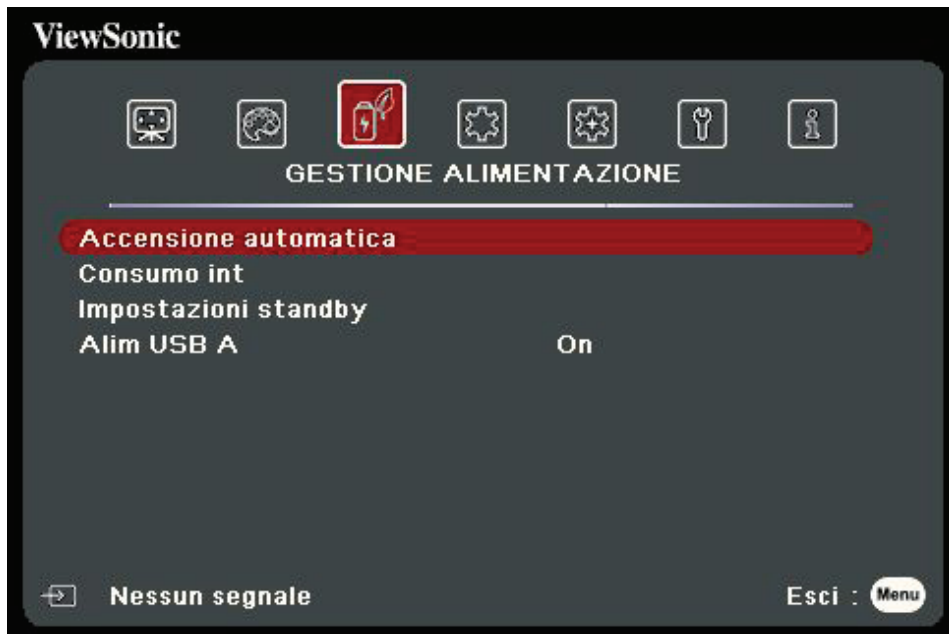 ViewSonic
GESTIONE ALIMENTAZIONE
Accensione automatica
Consumo int
Impostazioni standby
Alim USB A On
Nessun segnale Esci : Menu